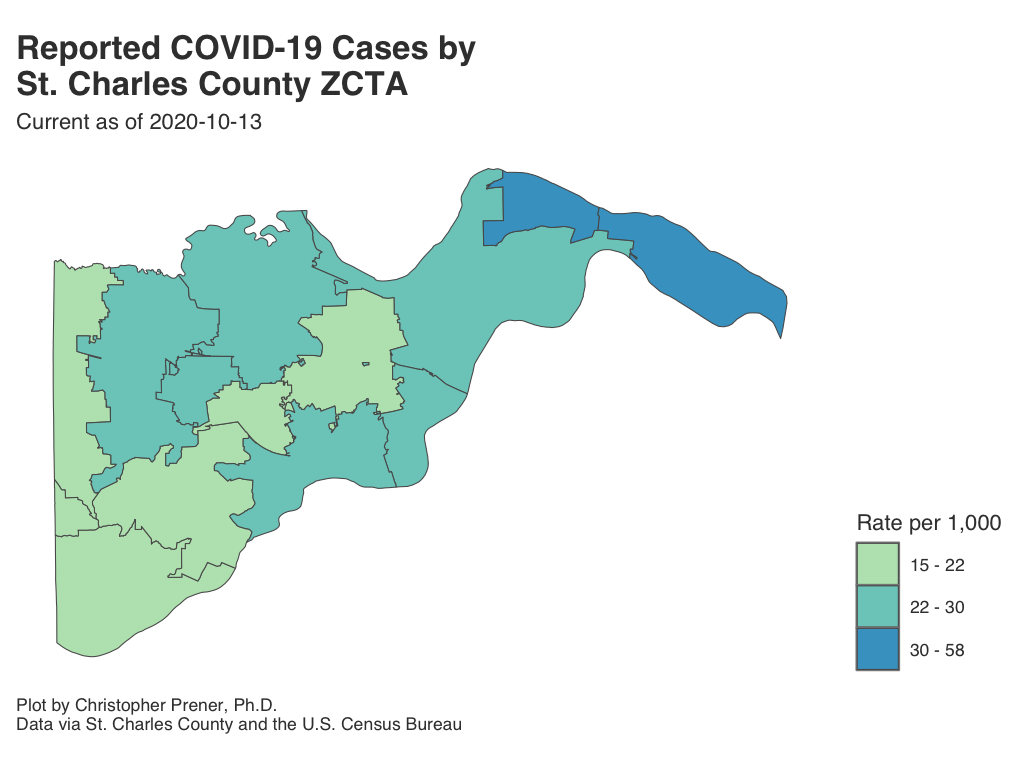 Reported COVID-19 Cases by
St. Charles County ZCTA
Current as of 2020-10-13
Rate per 1,000
15 - 22
22 - 30
30 - 58
Plot by Christopher Prener, Ph.D.
Data via St. Charles County and the U.S. Census Bureau